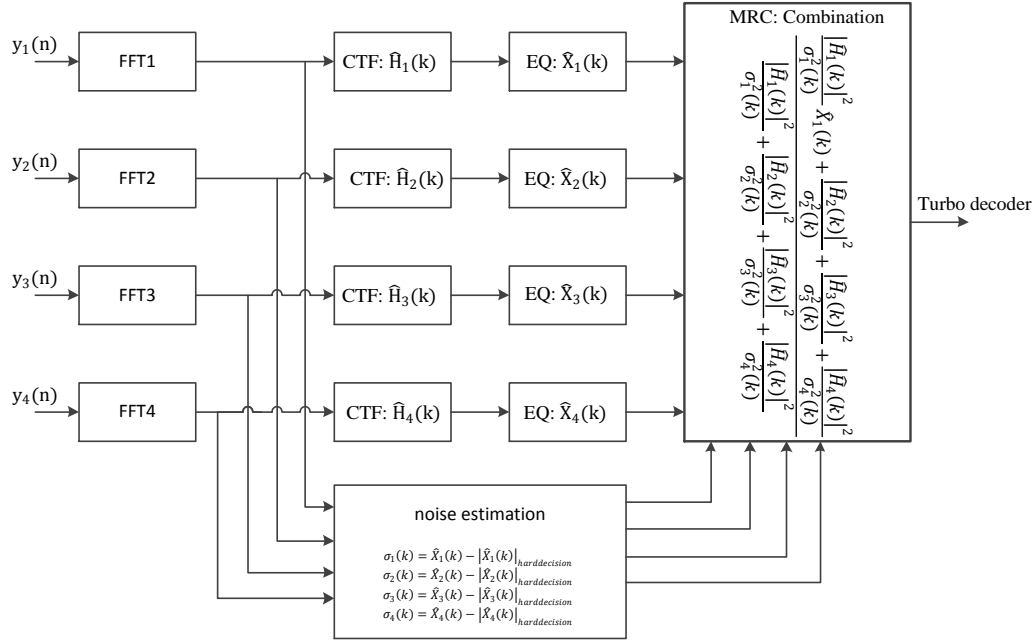 y₁(n)
FFT1
CTF: Ĥ₁(k)
EQ: X̂₁(k)
y₂(n)
FFT2
CTF: Ĥ₂(k)
EQ: X̂₂(k)
y₃(n)
FFT3
CTF: Ĥ₃(k)
EQ: X̂₃(k)
y₄(n)
FFT4
CTF: Ĥ₄(k)
EQ: X̂₄(k)
MRC: Combination
|Ĥ₁(k)|²/σ₁²(k) X̂₁(k) + |Ĥ₂(k)|²/σ₂²(k) + |Ĥ₃(k)|²/σ₃²(k) + |Ĥ₄(k)|²/σ₄²(k)
|Ĥ₁(k)|²/σ₁²(k) + |Ĥ₂(k)|²/σ₂²(k) + |Ĥ₃(k)|²/σ₃²(k) + |Ĥ₄(k)|²/σ₄²(k)
Turbo decoder
noise estimation
σ₁(k) = X̂₁(k) − |X̂₁(k)|harddecision
σ₂(k) = X̂₂(k) − |X̂₂(k)|harddecision
σ₃(k) = X̂₃(k) − |X̂₃(k)|harddecision
σ₄(k) = X̂₄(k) − |X̂₄(k)|harddecision